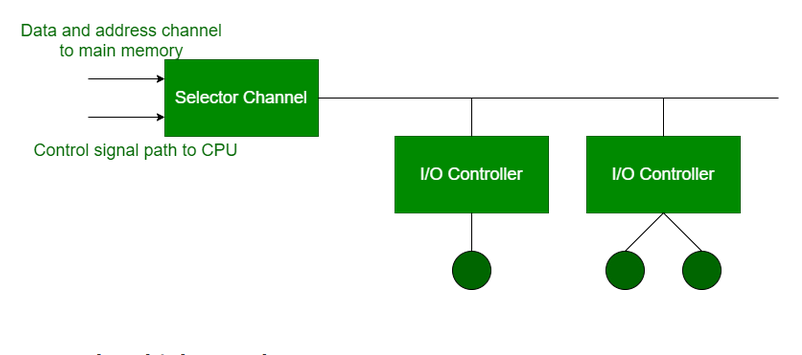 Data and address channel
to main memory
Selector Channel
Control signal path to CPU
I/O Controller
I/O Controller